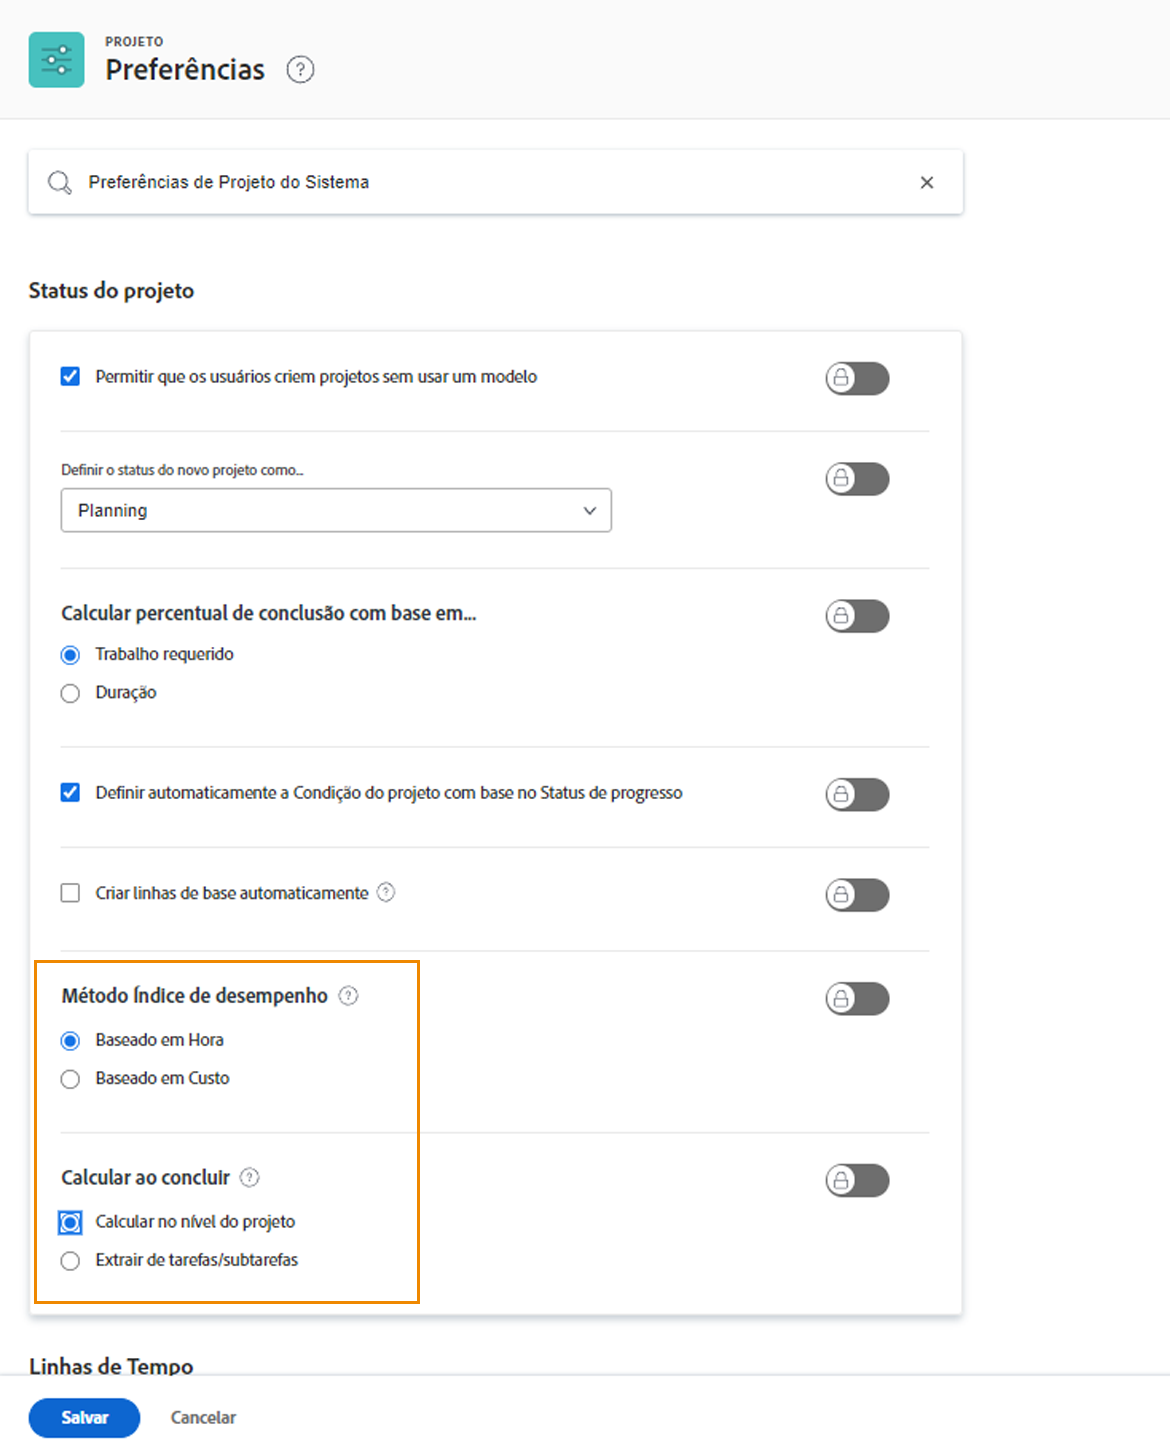 PROJETO
Preferências
Preferências de Projeto do Sistema
Status do projeto
Permitir que os usuários criem projetos sem usar um modelo
Definir o status do novo projeto como...
Planning
Calcular percentual de conclusão com base em...
Trabalho requerido
Duração
Definir automaticamente a Condição do projeto com base no Status de progresso
Criar linhas de base automaticamente
Método Índice de desempenho
Baseado em Hora
Baseado em Custo
Calcular ao concluir
Calcular no nível do projeto
Extrair de tarefas/subtarefas
Linhas de Tempo
Salvar Cancelar